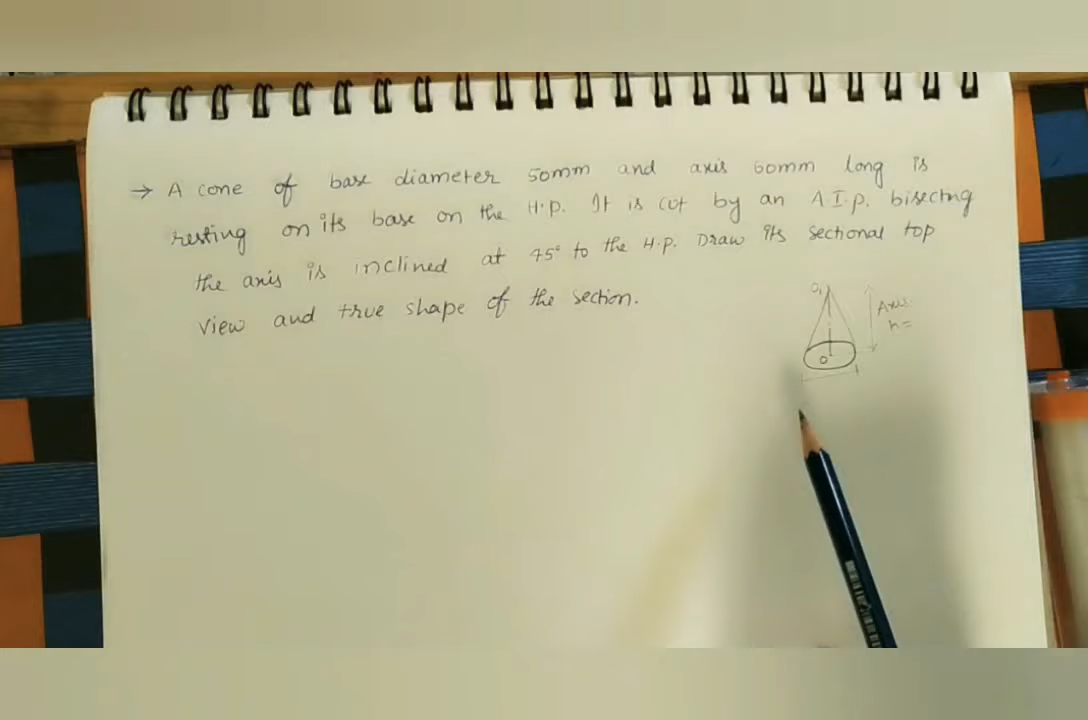 → A cone of base diameter 50mm and axis 60mm long is
resting on its base on the H.P. It is cut by an A.I.P. bisecting
the axis is inclined at 45° to the H.P. Draw its sectional top
view and true shape of the section.
O₁
Axis
h=
O